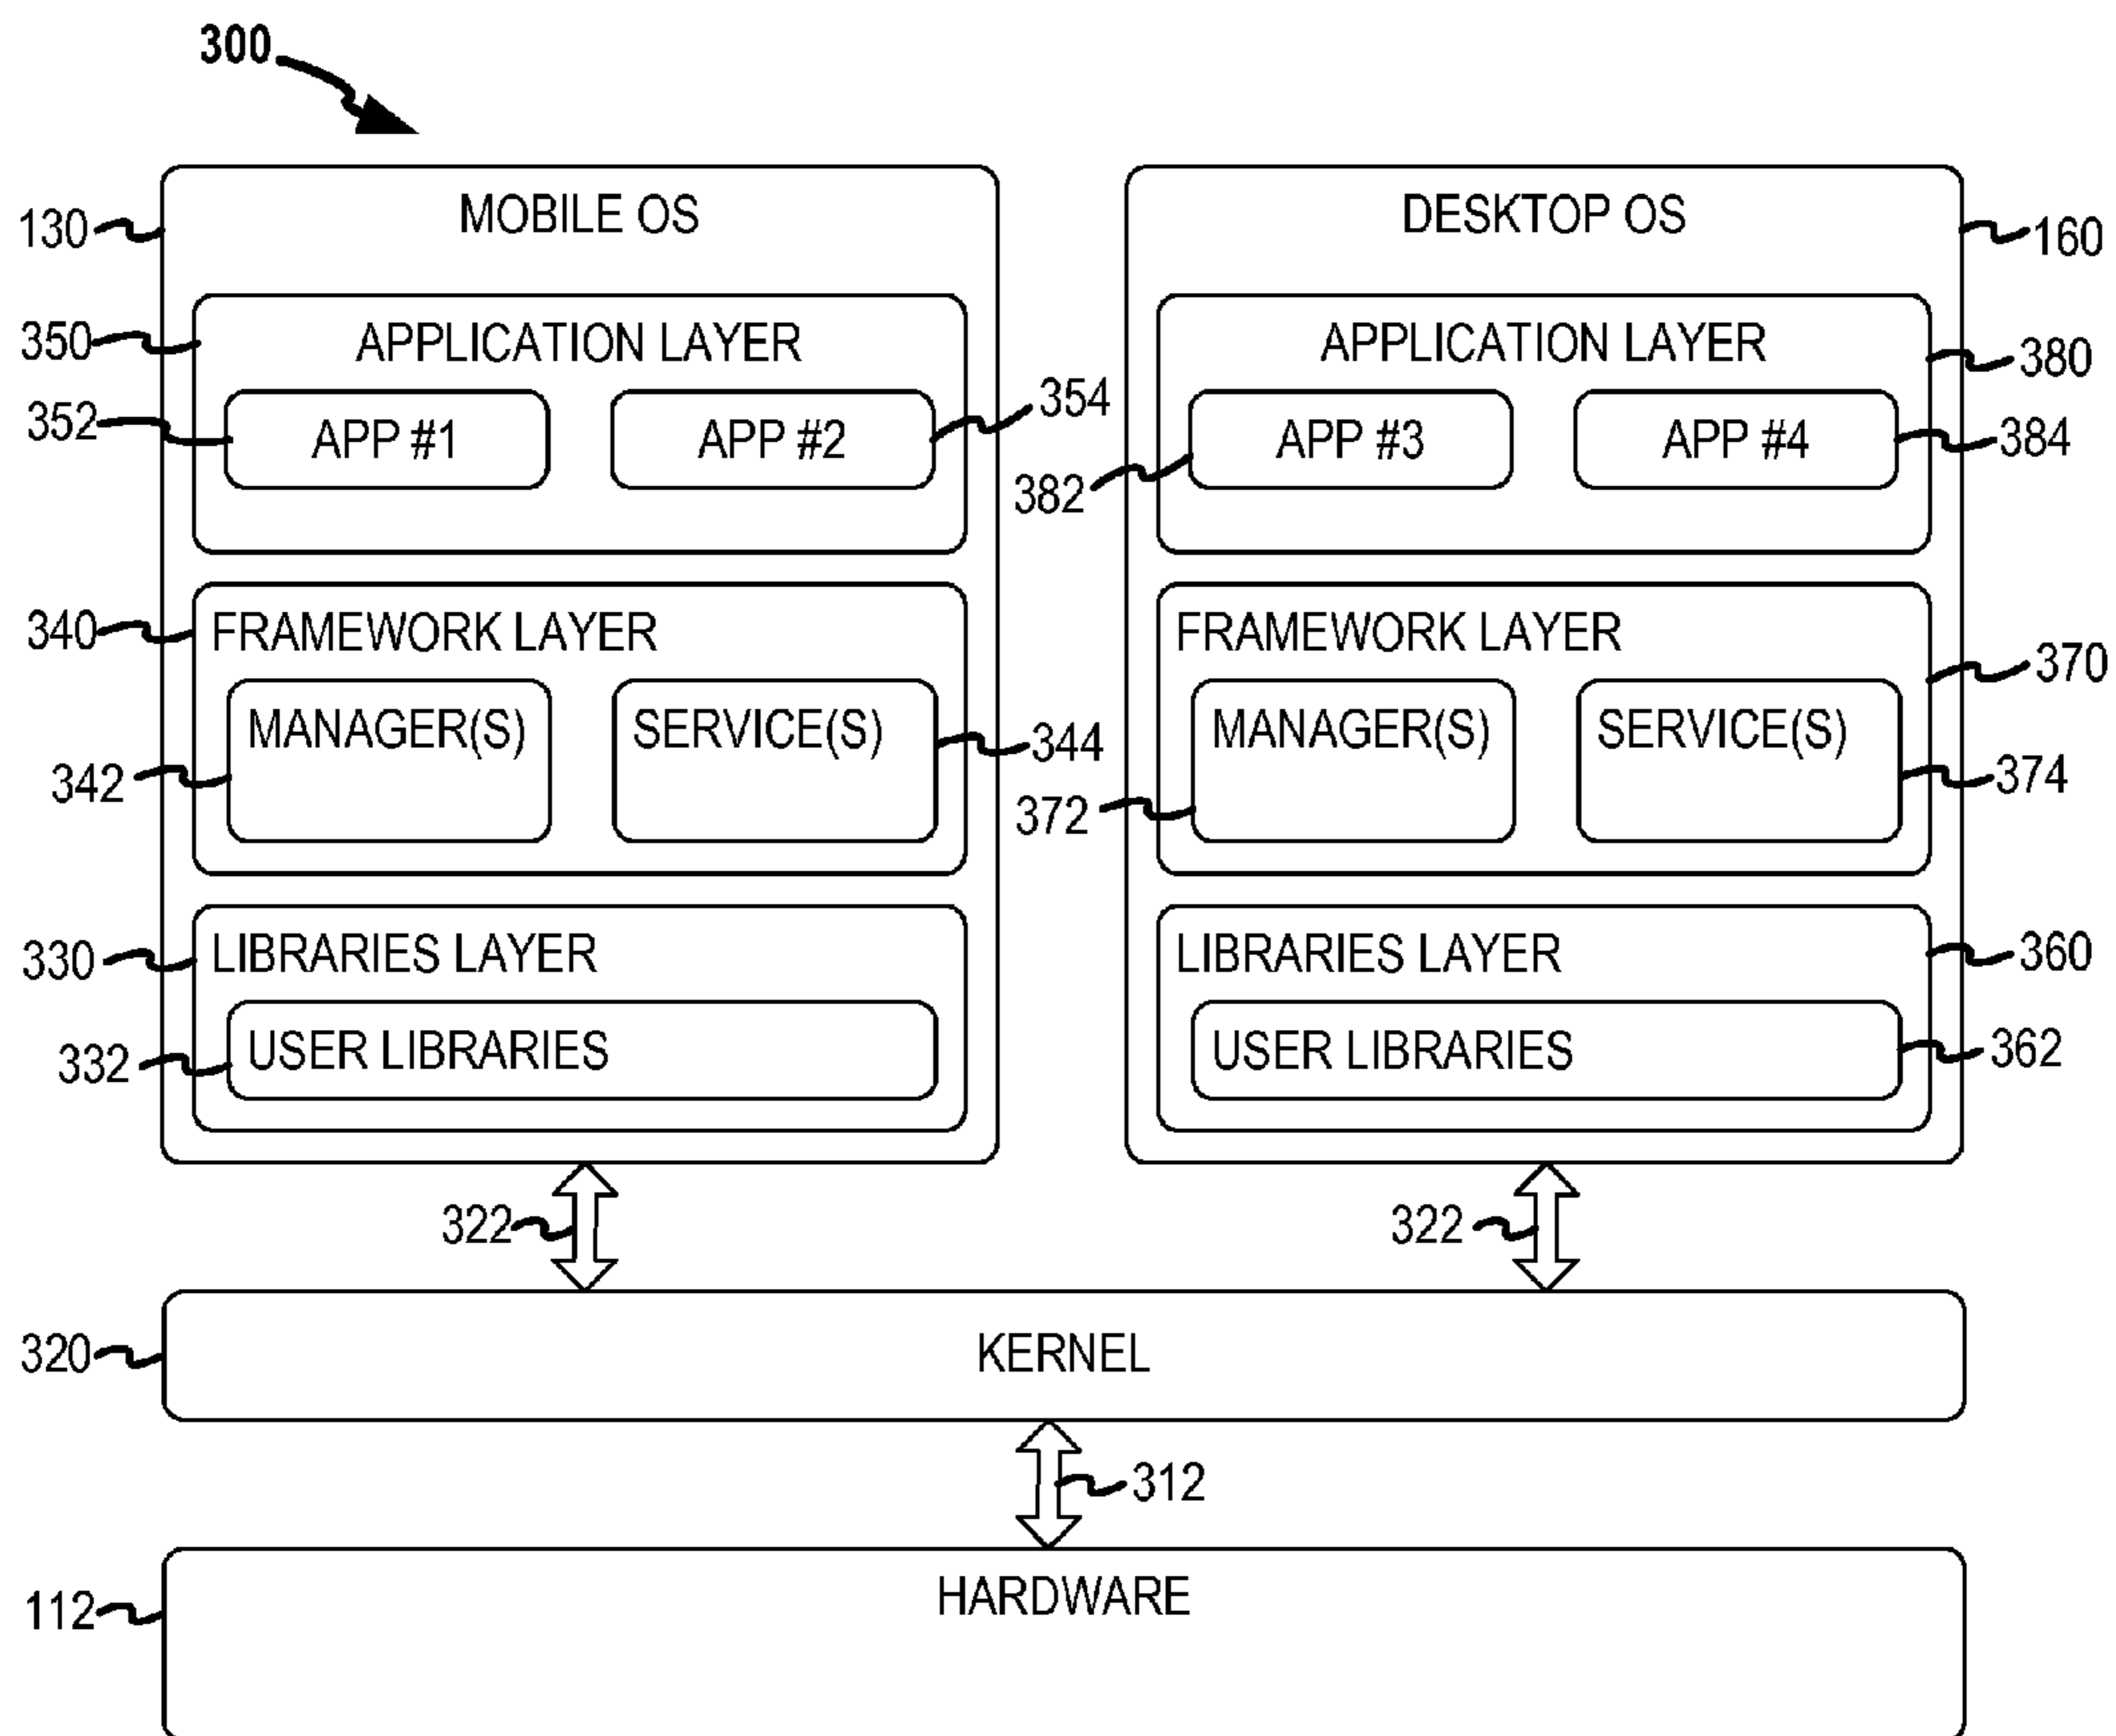 300
MOBILE OS
DESKTOP OS
130
160
350
APPLICATION LAYER
APPLICATION LAYER
380
352
APP #1
APP #2
354
382
APP #3
APP #4
384
340
FRAMEWORK LAYER
FRAMEWORK LAYER
370
342
MANAGER(S)
SERVICE(S)
344
372
MANAGER(S)
SERVICE(S)
374
330
LIBRARIES LAYER
LIBRARIES LAYER
360
332
USER LIBRARIES
USER LIBRARIES
362
322
322
320
KERNEL
312
112
HARDWARE